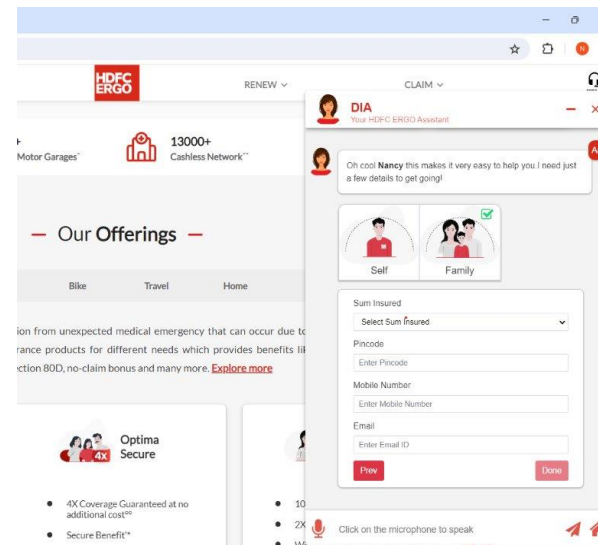 HDFC
ERGO
RENEW
CLAIM
+
Motor Garages
13000+
Cashless Network**
Our Offerings
Bike Travel Home
ion from unexpected medical emergency that can occur due to
rance products for different needs which provides benefits li
ction 80D, no-claim bonus and many more. Explore more
4X
Optima
Secure
4X Coverage Guaranteed at no
additional cost
Secure Benefit
10
2X
DIA
Your HDFC ERGO Assistant
Oh cool Nancy this makes it very easy to help you.I need just
a few details to get going!
Self Family
Sum Insured
Select Sum Insured
Pincode
Enter Pincode
Mobile Number
Enter Mobile Number
Email
Enter Email ID
Prev Done
Click on the microphone to speak